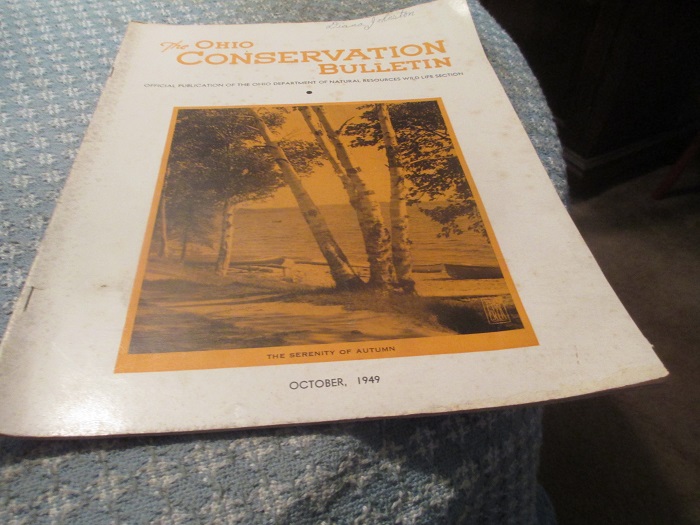 The OHIO
CONSERVATION
BULLETIN
OFFICIAL PUBLICATION OF THE OHIO DEPARTMENT OF NATURAL RESOURCES WILD LIFE SECTION
THE SERENITY OF AUTUMN
OCTOBER, 1949